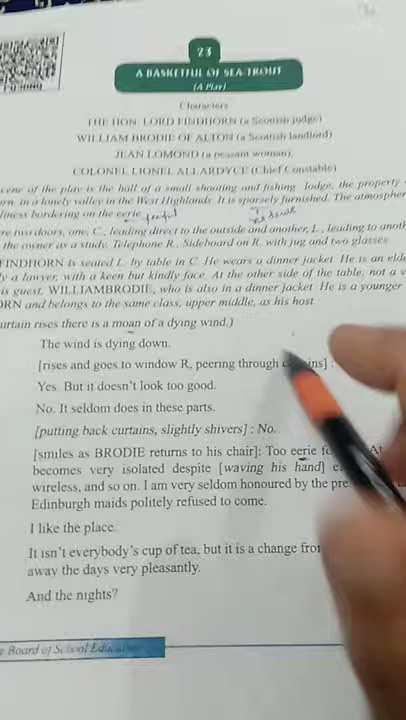 23
A BASKETFUL OF SEA-TROUT
(A Play)
Characters
THE HON LORD FINDHORN (a Scottish judge)
WILLIAM BRODIE OF ALTON (a Scottish landlord)
JEAN LOMOND (a peasant woman)
COLONEL LIONEL ALLARDYCE (Chief Constable)
cene of the play is the hall of a small shooting and fishing lodge, the property
orn. in a lonely valley in the West Highlands. It is sparsely furnished. The atmospher
liness bordering on the eerie
re two doors, one, C., leading direct to the outside and another, L., leading to anoth
the owner as a study. Telephone R., Sideboard on R. with jug and two glasses
FINDHORN is seated L. by table in C. He wears a dinner jacket. He is an elde
y a lawyer, with a keen but kindly face. At the other side of the table, not a v
is guest, WILLIAMBRODIE, who is also in a dinner jacket. He is a younger
ORN and belongs to the same class, upper middle, as his host.
urtain rises there is a moan of a dying wind.)
The wind is dying down.
[rises and goes to window R, peering through ins] :
Yes. But it doesn't look too good.
No. It seldom does in these parts.
[putting back curtains, slightly shivers] : No.
[smiles as BRODIE returns to his chair]: Too eerie fo
becomes very isolated despite [waving his hand]
wireless, and so on. I am very seldom honoured by the pre
Edinburgh maids politely refused to come.
I like the place.
It isn't everybody's cup of tea, but it is a change fro
away the days very pleasantly.
And the nights?
Board of School Educa